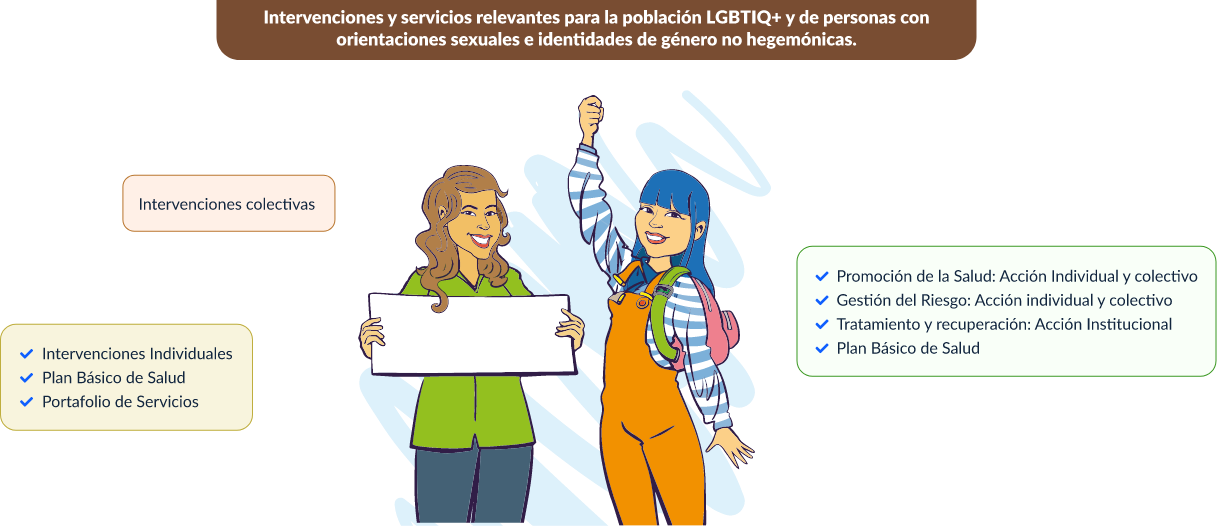 Intervenciones y servicios relevantes para la población LGBTIQ+ y de personas con
orientaciones sexuales e identidades de género no hegemónicas.
Intervenciones colectivas
Intervenciones Individuales
Plan Básico de Salud
Portafolio de Servicios
Promoción de la Salud: Acción Individual y colectivo
Gestión del Riesgo: Acción individual y colectivo
Tratamiento y recuperación: Acción Institucional
Plan Básico de Salud